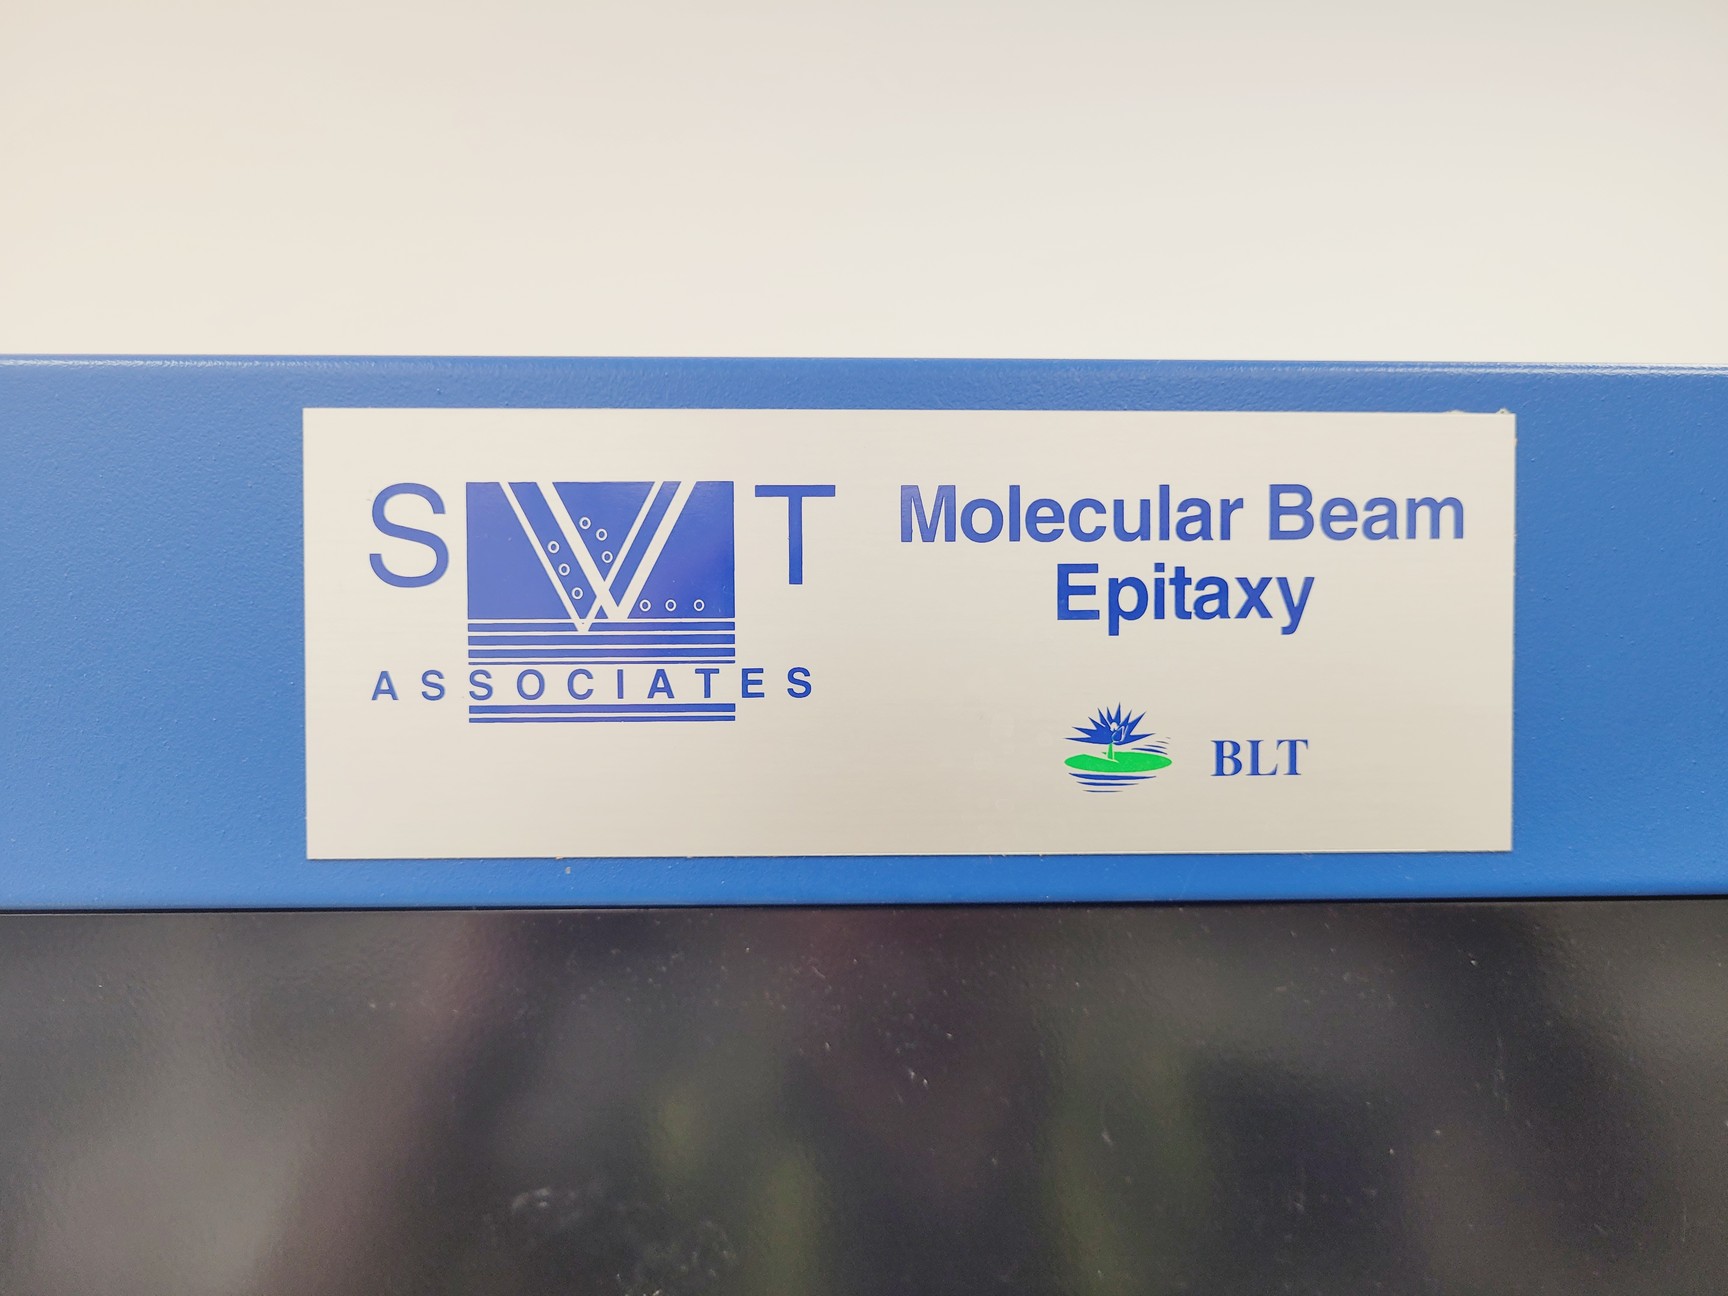 SVT
ASSOCIATES
Molecular Beam
Epitaxy
BLT